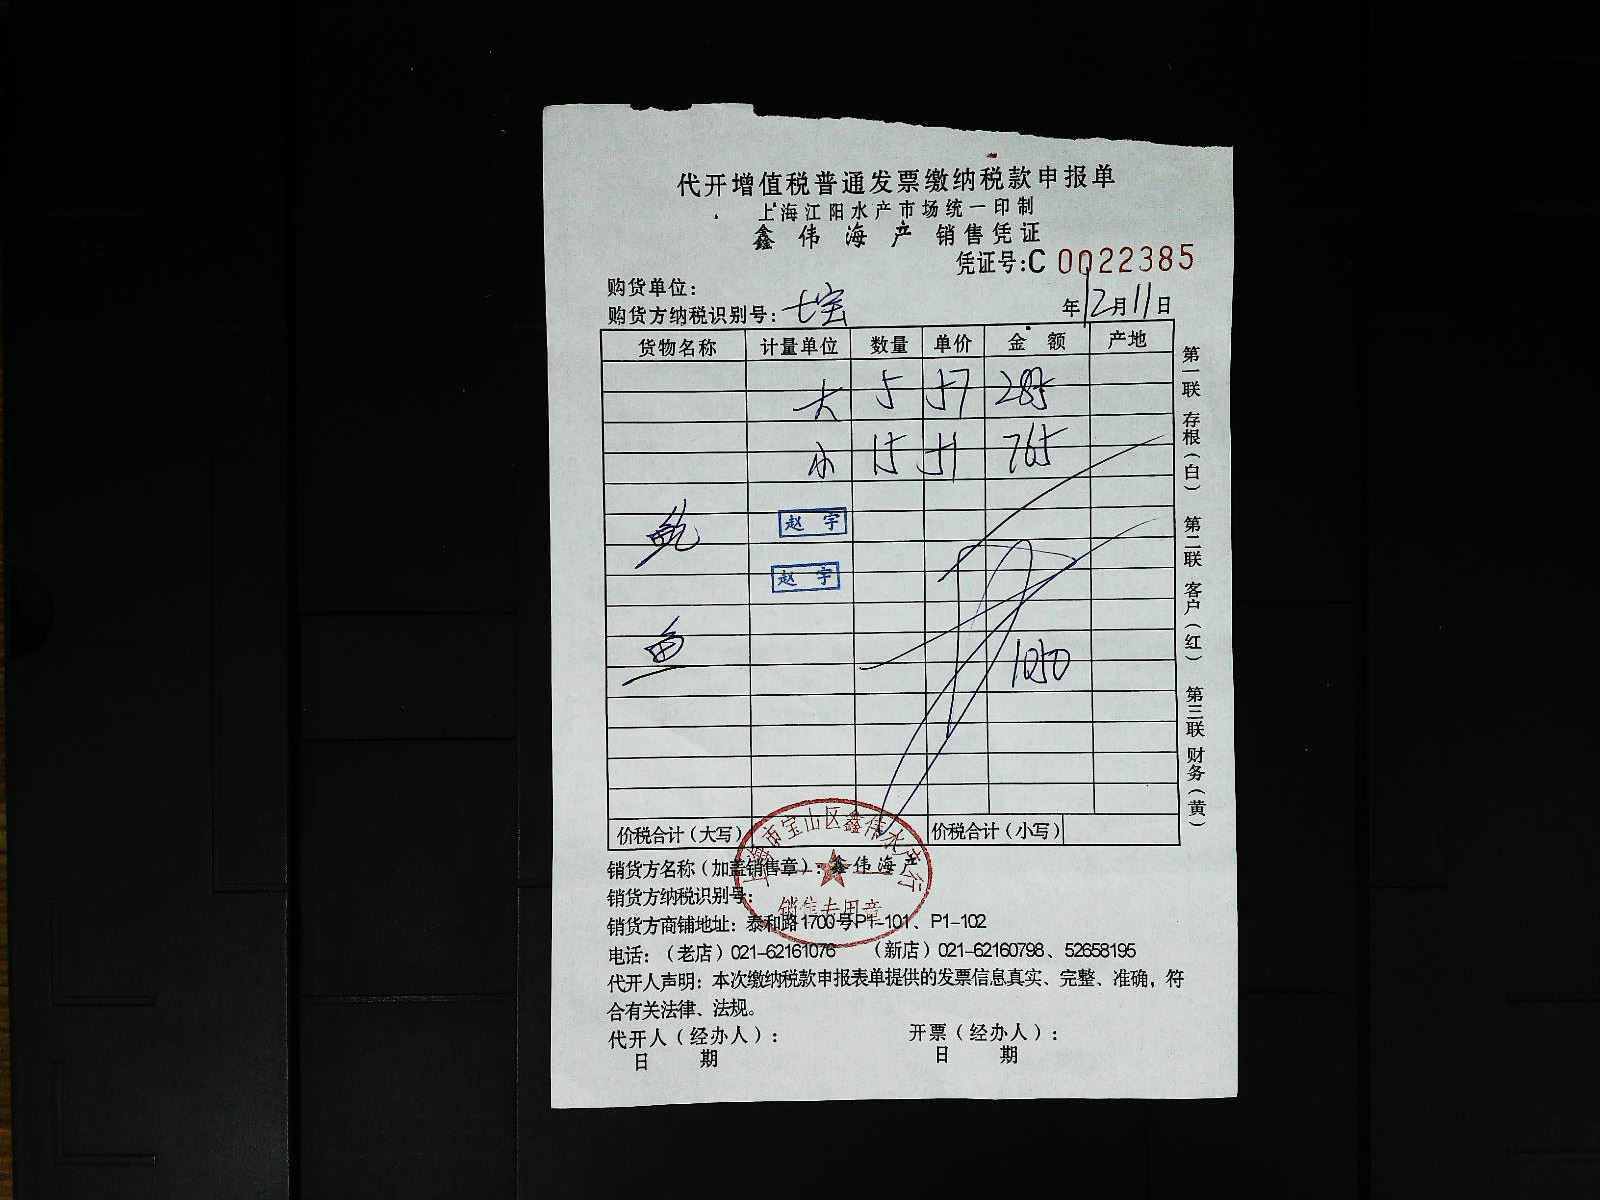 代开增值税普通发票缴纳税款申报单
上海江阳水产市场统一印制
鑫伟海产 销售凭证
凭证号:C 0022385
购货单位:
购货方纳税识别号: 七宝 年12月11日
货物名称 计量单位 数量 单价 金 额 产地
大 5 57 285
小 15 51 765
鲍 赵 宇
赵 宇
鱼 1050
价税合计(大写) 价税合计(小写)
销货方名称(加盖销售章):鑫伟海产
销货方纳税识别号:
销货方商铺地址:泰和路1700号P1-101、P1-102
电话:(老店)021-62161076 (新店)021-62160798、52658195
代开人声明:本次缴纳税款申报表单提供的发票信息真实、完整、准确,符
合有关法律、法规。
代开人(经办人): 开票(经办人):
日 期 日 期
第一联 存根(白) 第二联 客户(红) 第三联 财务(黄)
上海市宝山区鑫伟水产行
销售专用章